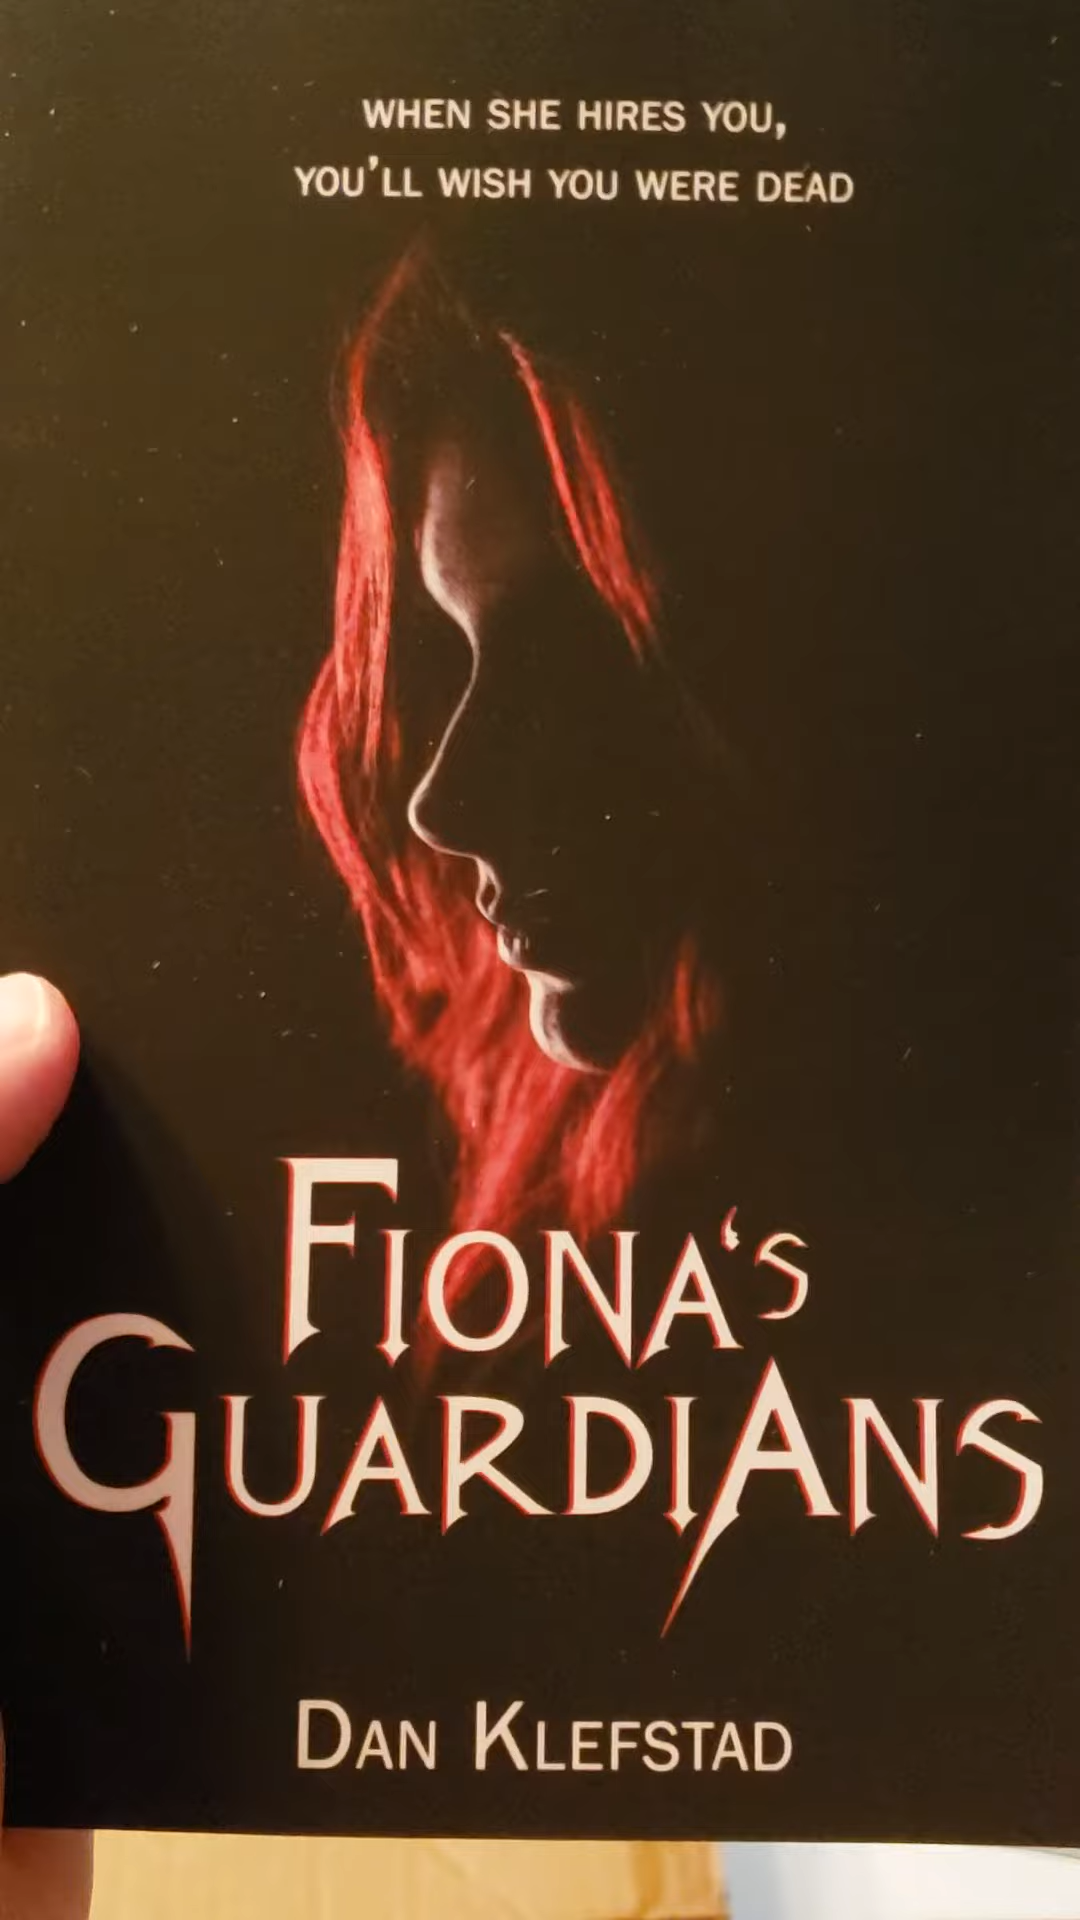 WHEN SHE HIRES YOU,
YOU'LL WISH YOU WERE DEAD
FIONA‘S
GUARDIANS
DAN KLEFSTAD